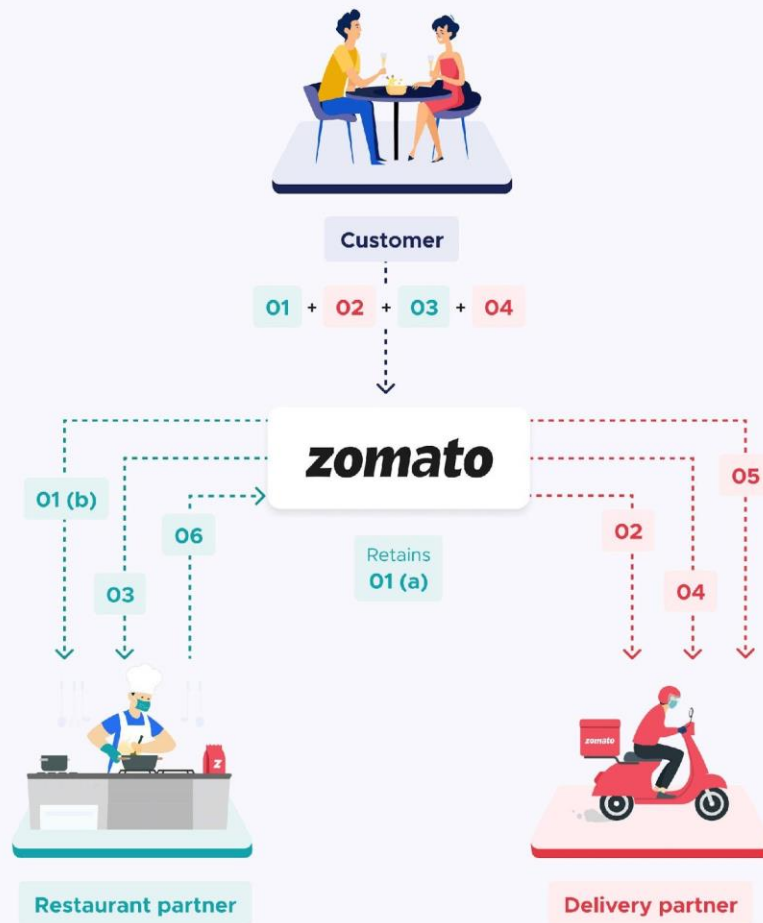 Customer
01 + 02 + 03 + 04
zomato
01 (b)
06
03
Retains
01 (a)
05
02
04
z
zomato
Restaurant partner
Delivery partner